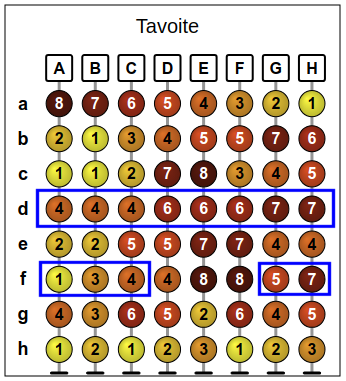 Tavoite
A B C D E F G H
a 8 7 6 5 4 3 2 1
b 2 1 3 4 5 5 7 6
c 1 1 2 7 8 3 4 5
d 4 4 4 6 6 6 7 7
e 2 2 5 5 7 7 4 4
f 1 3 4 4 8 8 5 7
g 4 3 6 5 2 6 4 5
h 1 2 1 2 3 1 2 3